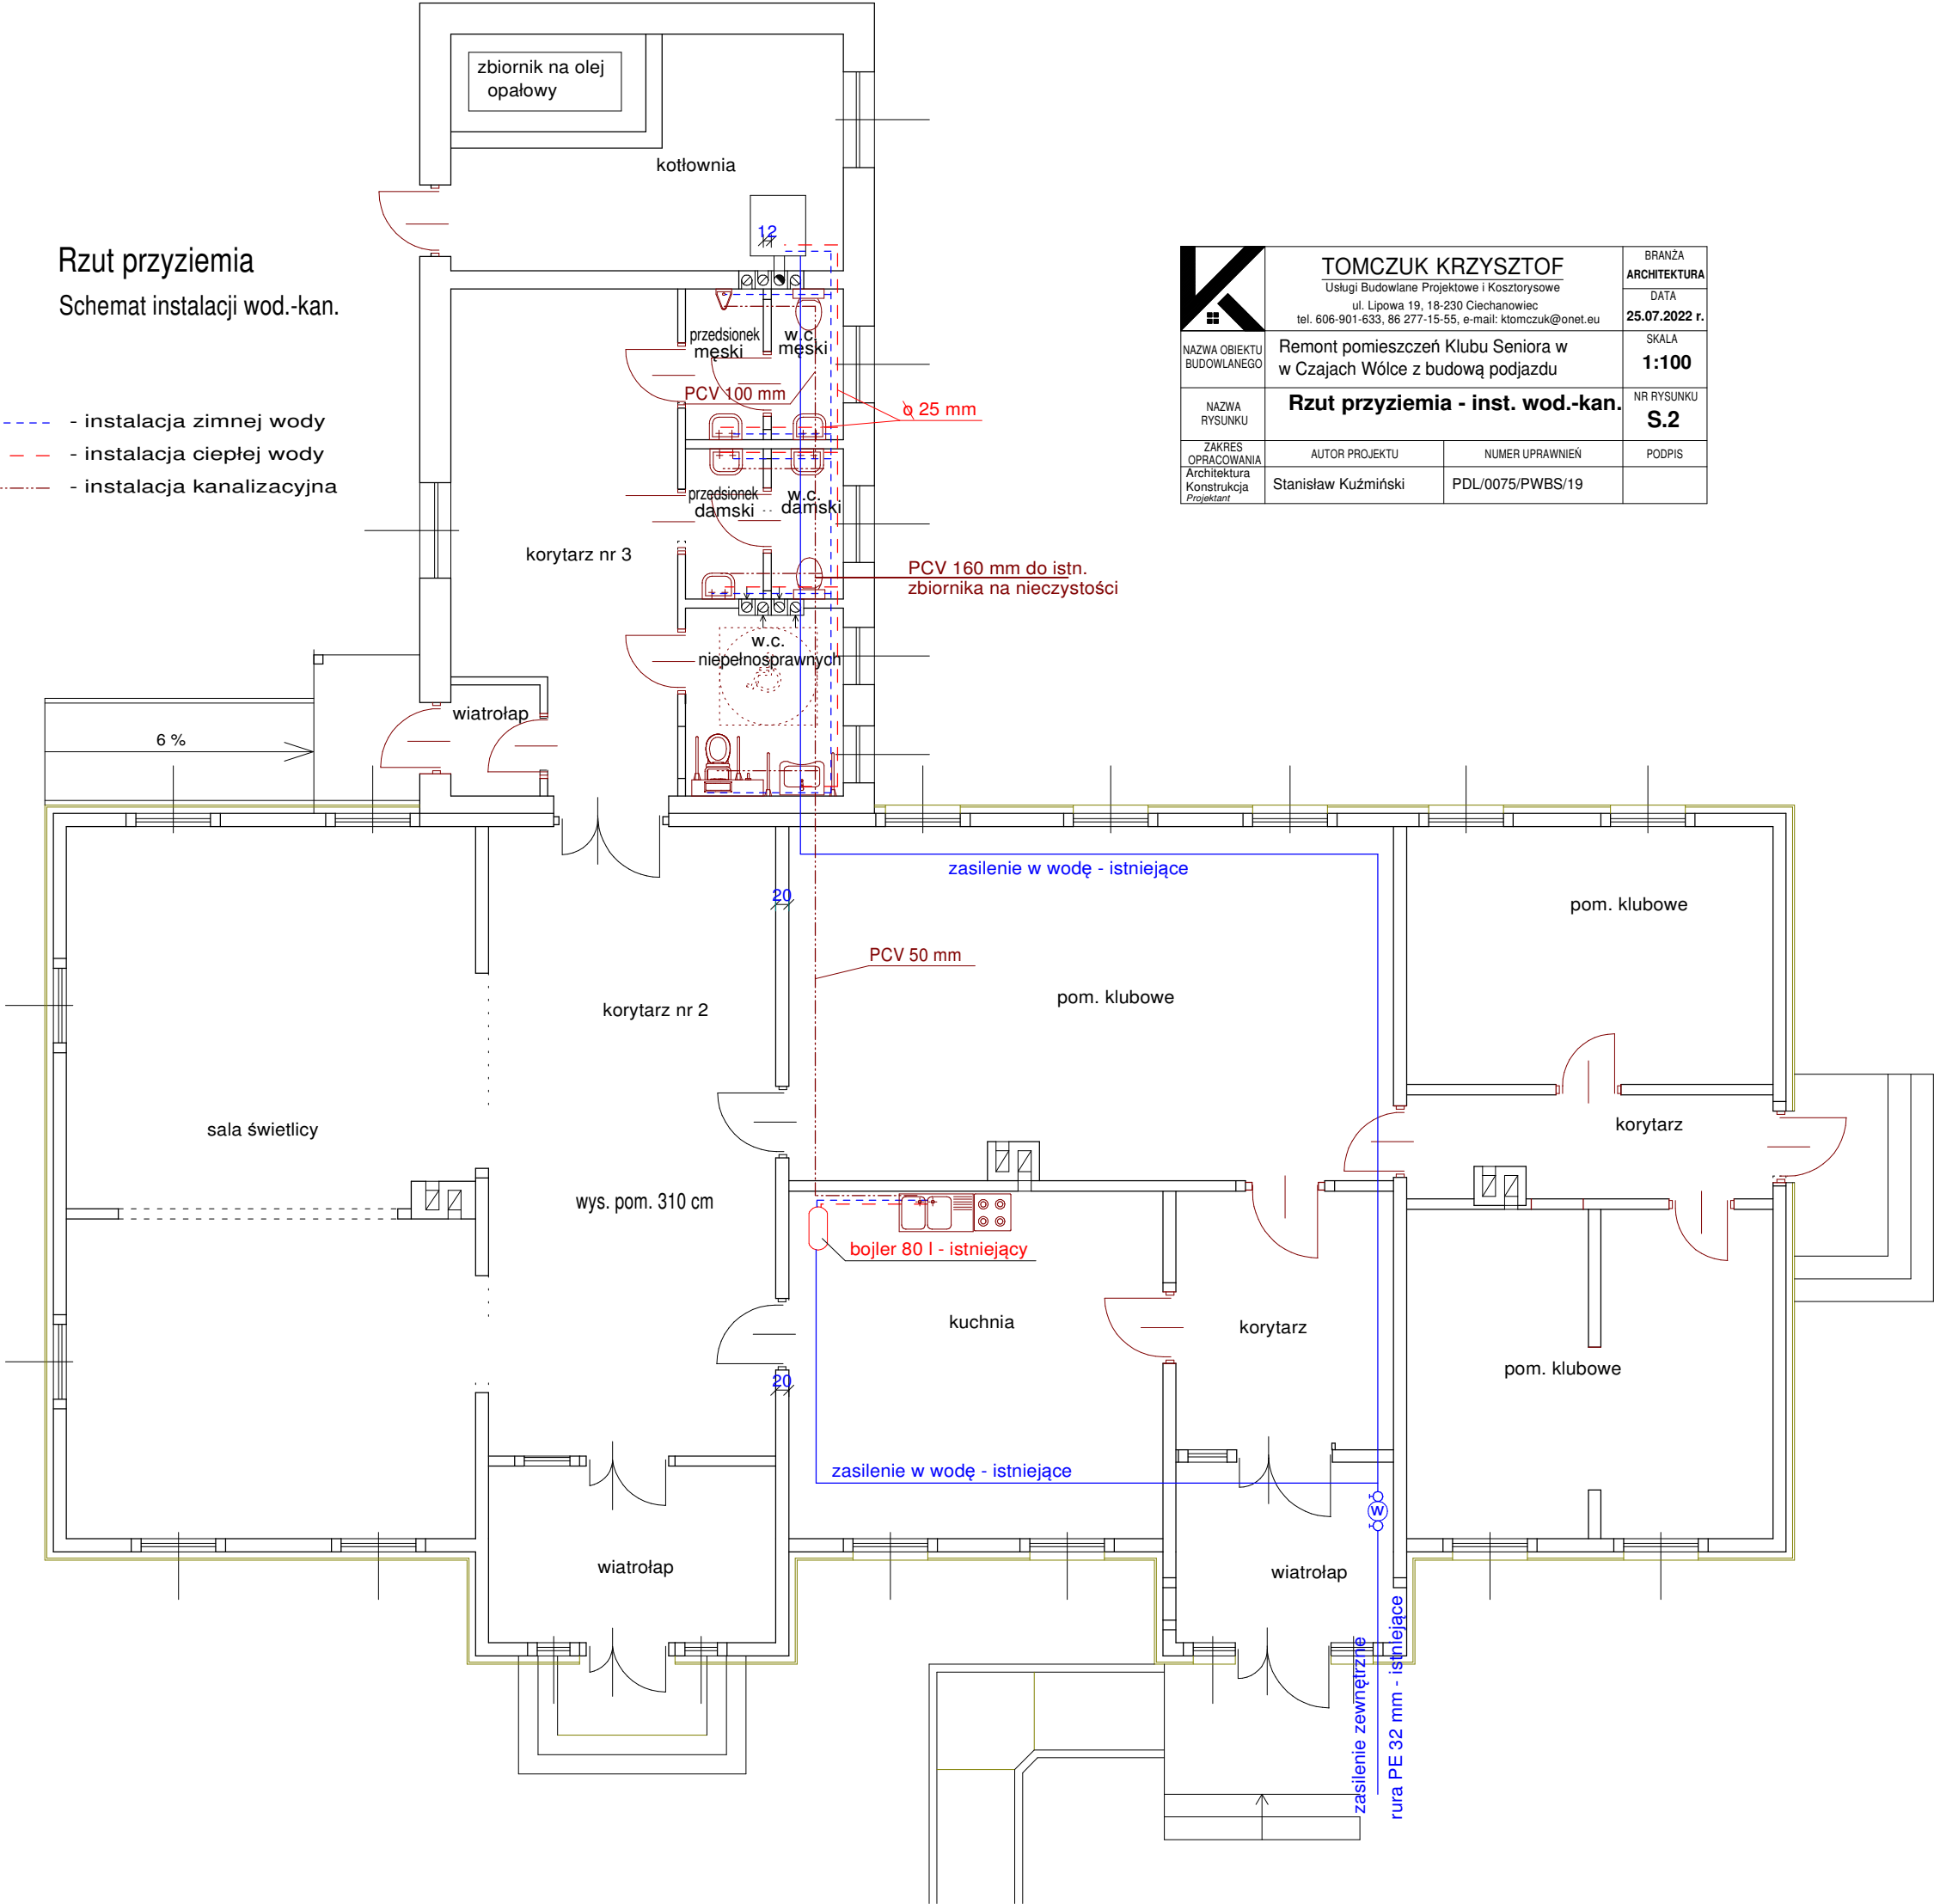 zbiornik na olej
opałowy
kotłownia
12
Rzut przyziemia
Schemat instalacji wod.-kan.
- instalacja zimnej wody
- instalacja ciepłej wody
- instalacja kanalizacyjna
TOMCZUK KRZYSZTOF
Usługi Budowlane Projektowe i Kosztorysowe
ul. Lipowa 19, 18-230 Ciechanowiec
tel. 606-901-633, 86 277-15-55, e-mail: ktomczuk@onet.eu
BRANŻA
ARCHITEKTURA
DATA
25.07.2022 r.
NAZWA OBIEKTU
BUDOWLANEGO
Remont pomieszczeń Klubu Seniora w
w Czajach Wólce z budową podjazdu
SKALA
1:100
NAZWA
RYSUNKU
Rzut przyziemia - inst. wod.-kan.
NR RYSUNKU
S.2
ZAKRES
OPRACOWANIA
AUTOR PROJEKTU
NUMER UPRAWNIEŃ
PODPIS
Architektura
Konstrukcja
Projektant
Stanisław Kuźmiński
PDL/0075/PWBS/19
przedsionek
męski
w.c.
męski
PCV 100 mm
ø 25 mm
przedsionek
damski
w.c.
damski
korytarz nr 3
PCV 160 mm do istn.
zbiornika na nieczystości
w.c.
niepełnosprawnych
wiatrołap
6 %
zasilenie w wodę - istniejące
20
pom. klubowe
PCV 50 mm
pom. klubowe
korytarz nr 2
sala świetlicy
korytarz
wys. pom. 310 cm
bojler 80 l - istniejący
kuchnia
korytarz
pom. klubowe
20
zasilenie w wodę - istniejące
W
wiatrołap
wiatrołap
zasilenie zewnętrzne
rura PE 32 mm - istniejące